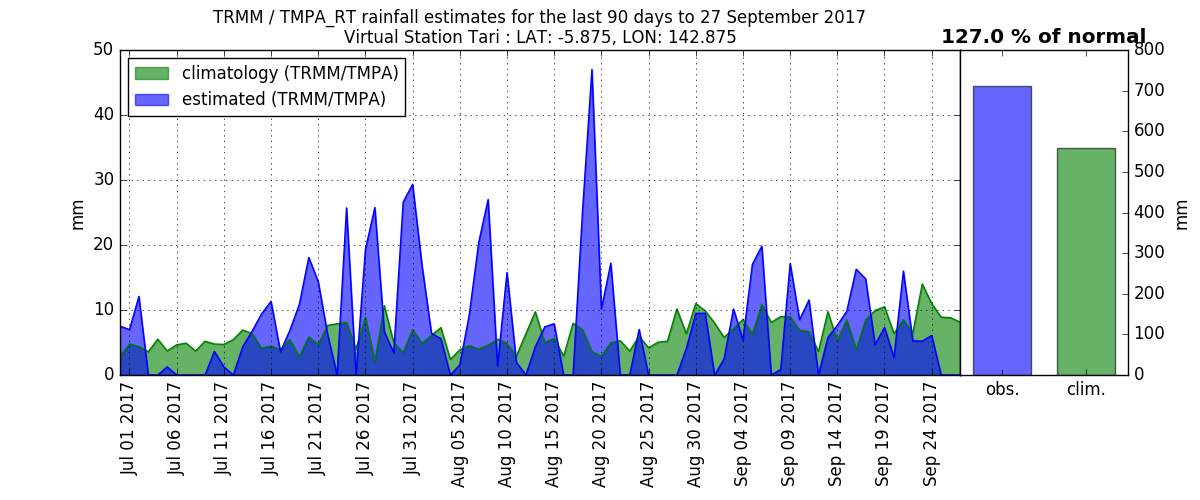 TRMM / TMPA_RT rainfall estimates for the last 90 days to 27 September 2017
Virtual Station Tari : LAT: -5.875, LON: 142.875
127.0 % of normal
climatology (TRMM/TMPA)
estimated (TRMM/TMPA)
mm
50
40
30
20
10
0
Jul 01 2017
Jul 06 2017
Jul 11 2017
Jul 16 2017
Jul 21 2017
Jul 26 2017
Jul 31 2017
Aug 05 2017
Aug 10 2017
Aug 15 2017
Aug 20 2017
Aug 25 2017
Aug 30 2017
Sep 04 2017
Sep 09 2017
Sep 14 2017
Sep 19 2017
Sep 24 2017
800
700
600
500
400
300
200
100
0
mm
obs.
clim.